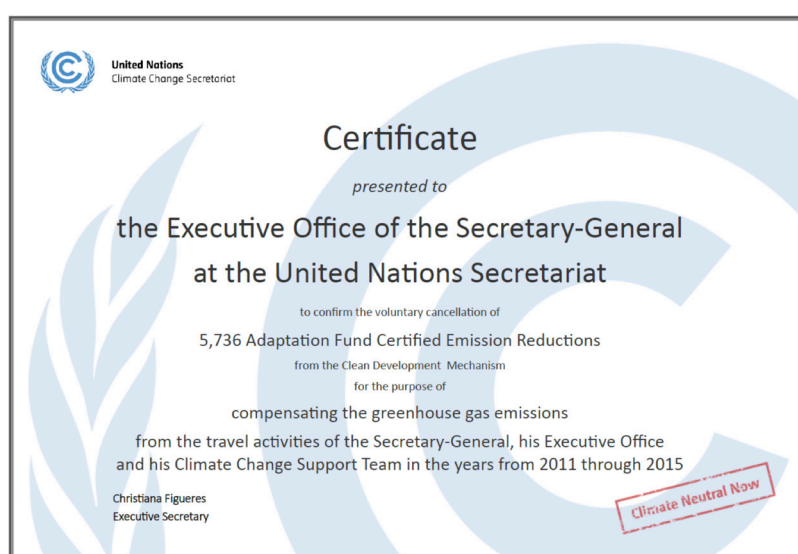 United Nations
Climate Change Secretariat
Certificate
presented to
the Executive Office of the Secretary-General
at the United Nations Secretariat
to confirm the voluntary cancellation of
5,736 Adaptation Fund Certified Emission Reductions
from the Clean Development Mechanism
for the purpose of
compensating the greenhouse gas emissions
from the travel activities of the Secretary-General, his Executive Office
and his Climate Change Support Team in the years from 2011 through 2015
Christiana Figueres
Executive Secretary
Climate Neutral Now